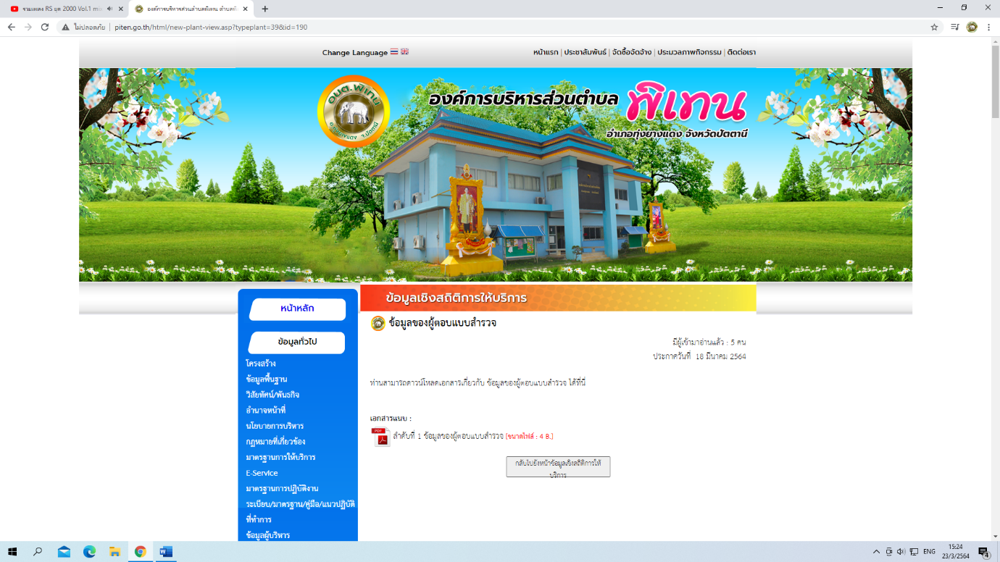 รวมเพลง RS ยุค 2000 Vol.1 mix
องค์การบริหารส่วนตำบลพิเทน ตำบลพิ
ไม่ปลอดภัย | piten.go.th/html/new-plant-view.asp?typeplant=39&id=190
Change Language
หน้าแรก | ประชาสัมพันธ์ | จัดซื้อจัดจ้าง | ประมวลภาพกิจกรรม | ติดต่อเรา
อบต.พิเทน
อ.ทุ่งยางแดง จ.ปัตตานี
องค์การบริหารส่วนตำบล พิเทน
อำเภอทุ่งยางแดง จังหวัดปัตตานี
หน้าหลัก
ข้อมูลทั่วไป
โครงสร้าง
ข้อมูลพื้นฐาน
วิสัยทัศน์/พันธกิจ
อำนาจหน้าที่
นโยบายการบริหาร
กฎหมายที่เกี่ยวข้อง
มาตรฐานการให้บริการ
E-Service
มาตรฐานการปฏิบัติงาน
ระเบียบ/มาตรฐาน/คู่มือ/แนวปฏิบัติ
ที่ทำการ
ข้อมูลผู้บริหาร
ข้อมูลเชิงสถิติการให้บริการ
ข้อมูลของผู้ตอบแบบสำรวจ
มีผู้เข้ามาอ่านแล้ว : 5 คน
ประกาศวันที่ 18 มีนาคม 2564
ท่านสามารถดาวน์โหลดเอกสารเกี่ยวกับ ข้อมูลของผู้ตอบแบบสำรวจ ได้ที่นี่
เอกสารแนบ :
PDF ลำดับที่ 1 ข้อมูลของผู้ตอบแบบสำรวจ [ขนาดไฟล์ : 4 B.]
กลับไปยังหน้าข้อมูลเชิงสถิติการให้
บริการ
ENG
15:24
23/3/2564
4